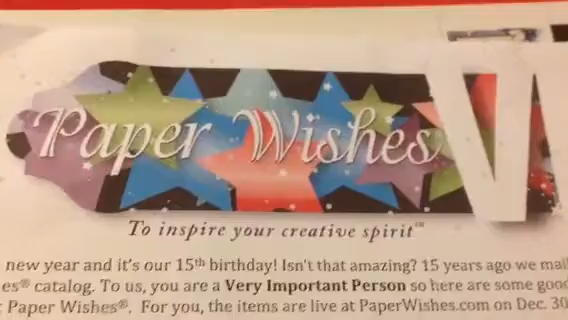 Paper Wishes V
To inspire your creative spirit™
new year and it's our 15th birthday! Isn't that amazing? 15 years ago we mail
es® catalog. To us, you are a Very Important Person so here are some good
Paper Wishes®. For you, the items are live at PaperWishes.com on Dec. 30